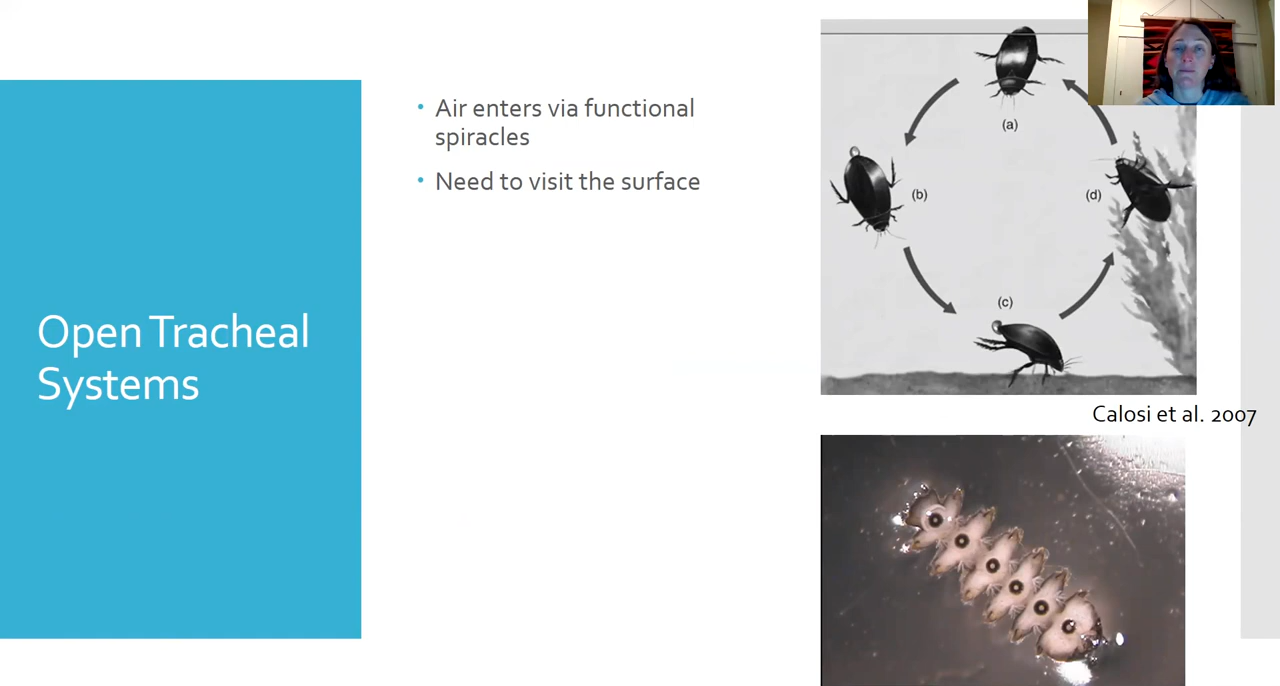 Open Tracheal
Systems
• Air enters via functional
spiracles
• Need to visit the surface
(a)
(b)
(d)
(c)
Calosi et al. 2007